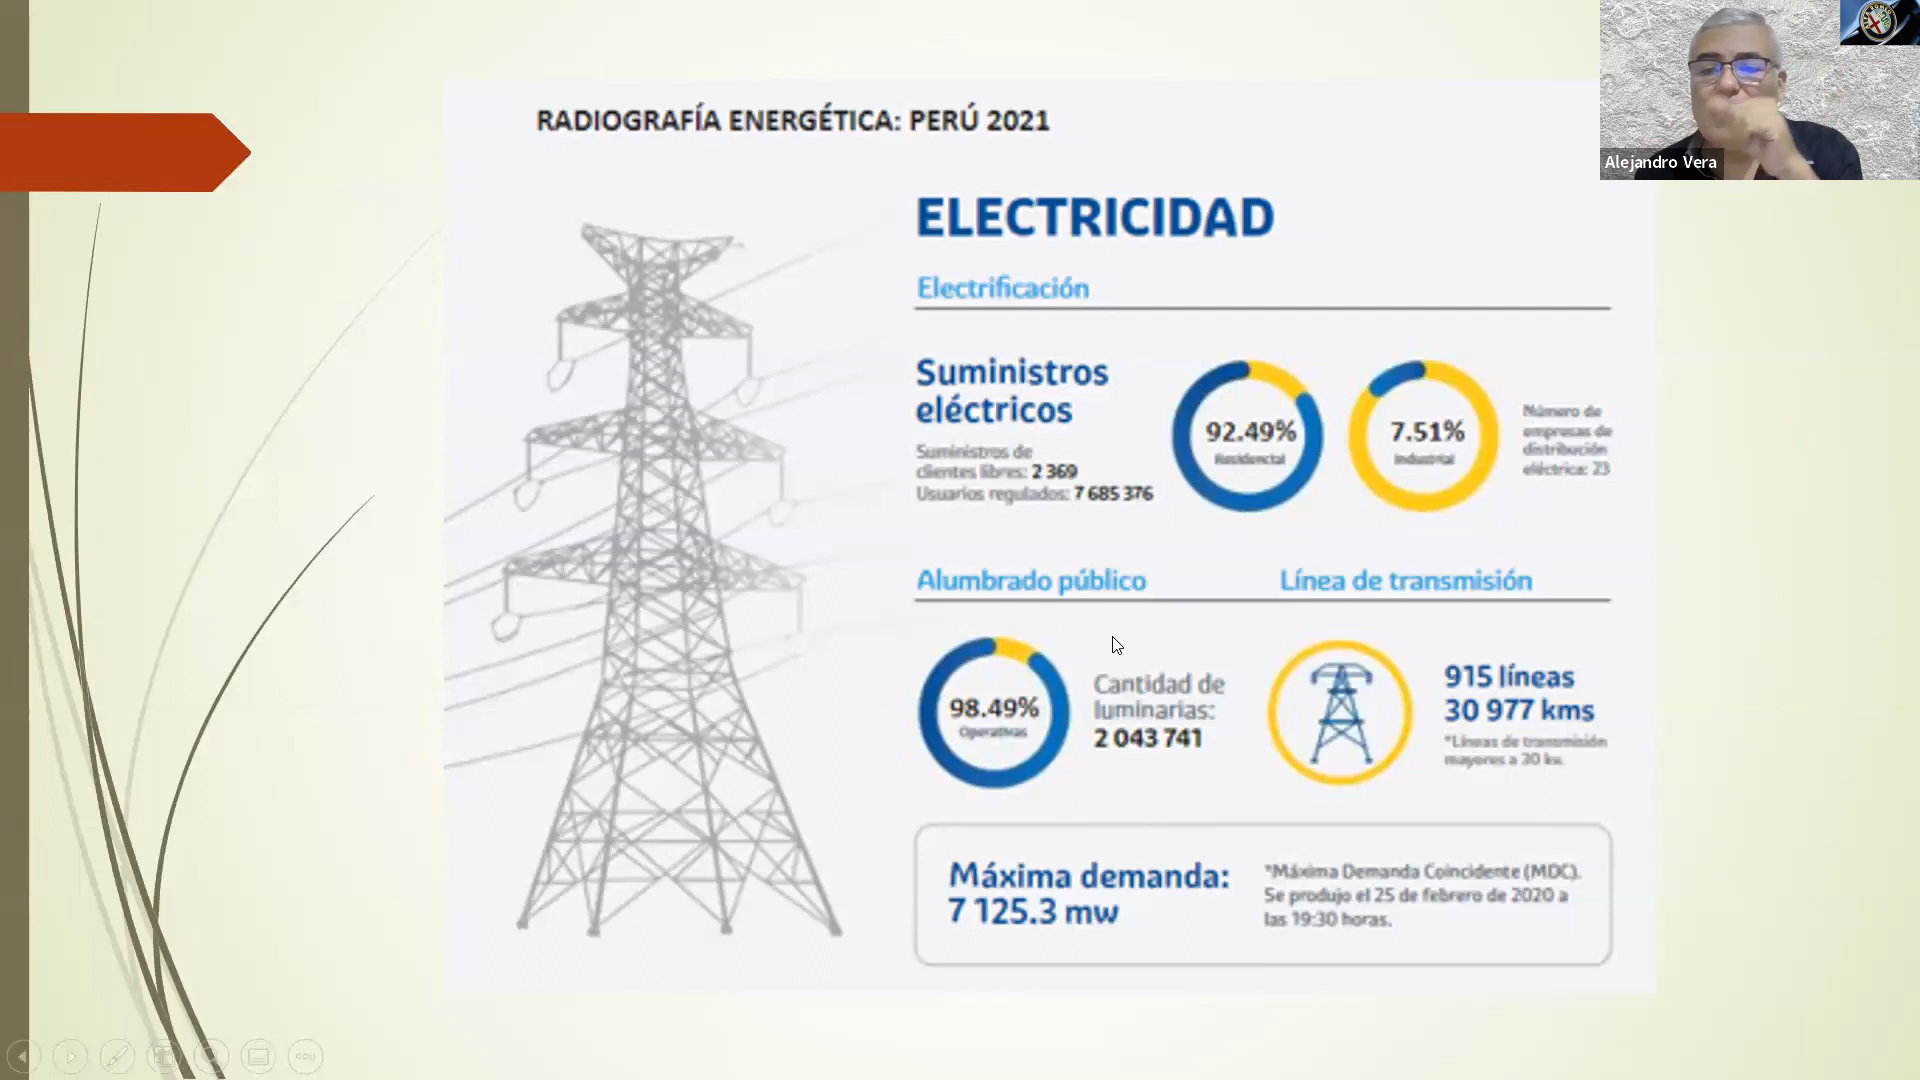 RADIOGRAFÍA ENERGÉTICA: PERÚ 2021
Alejandro Vera
ELECTRICIDAD
Electrificación
Suministros
eléctricos
Suministros de
clientes libres: 2 369
Usuarios regulados: 7 685 376
92.49%
Residencial
7.51%
Industrial
Número de
empresas de
distribución
eléctrica: 23
Alumbrado público
98.49%
Operativas
Cantidad de
luminarias:
2 043 741
Línea de transmisión
915 líneas
30 977 kms
*Líneas de transmisión
mayores a 30 kv.
Máxima demanda:
7 125.3 mw
*Máxima Demanda Coincidente (MDC).
Se produjo el 25 de febrero de 2020 a
las 19:30 horas.